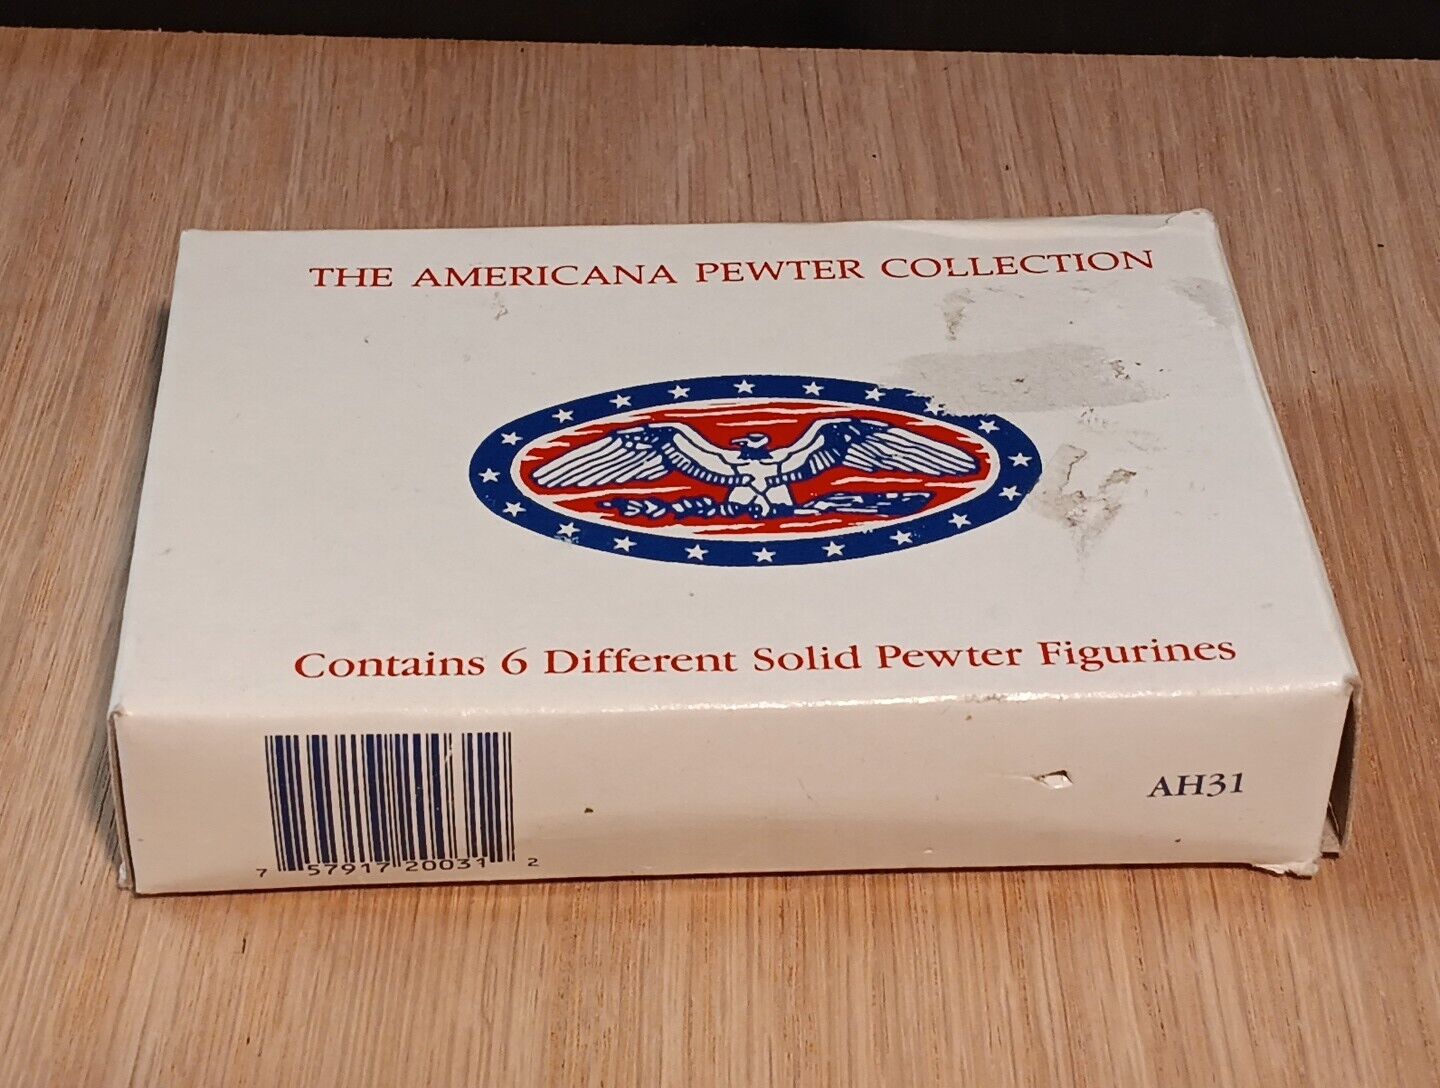 THE AMERICANA PEWTER COLLECTION
Contains 6 Different Solid Pewter Figurines
AH31
7 57917 20031 2